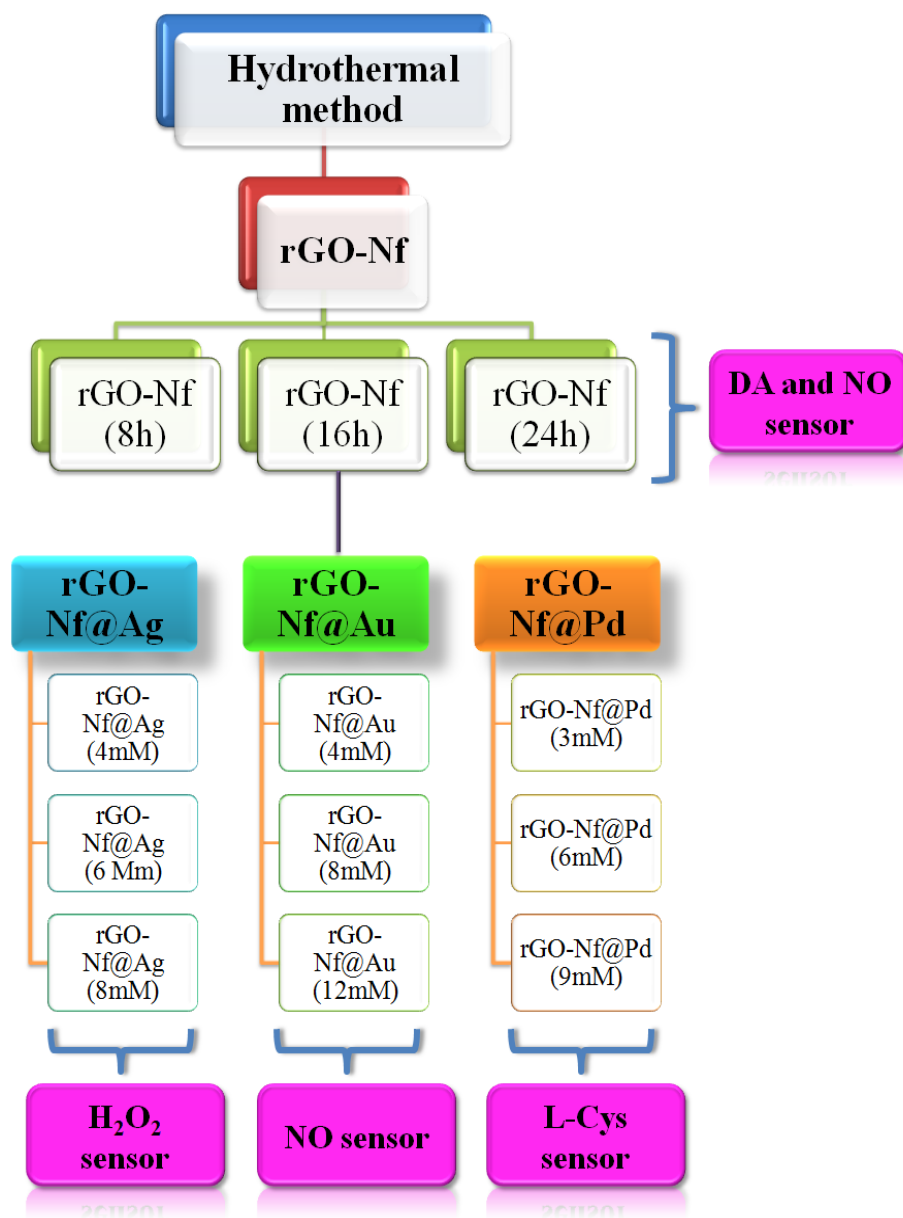 Hydrothermal
method
rGO-Nf
rGO-Nf
(8h)
rGO-Nf
(16h)
rGO-Nf
(24h)
DA and NO
sensor
rGO-
Nf@Ag
rGO-
Nf@Au
rGO-
Nf@Pd
rGO-
Nf@Ag
(4mM)
rGO-
Nf@Au
(4mM)
rGO-Nf@Pd
(3mM)
rGO-
Nf@Ag
(6 Mm)
rGO-
Nf@Au
(8mM)
rGO-Nf@Pd
(6mM)
rGO-
Nf@Ag
(8mM)
rGO-
Nf@Au
(12mM)
rGO-Nf@Pd
(9mM)
H₂O₂
sensor
NO sensor
L-Cys
sensor